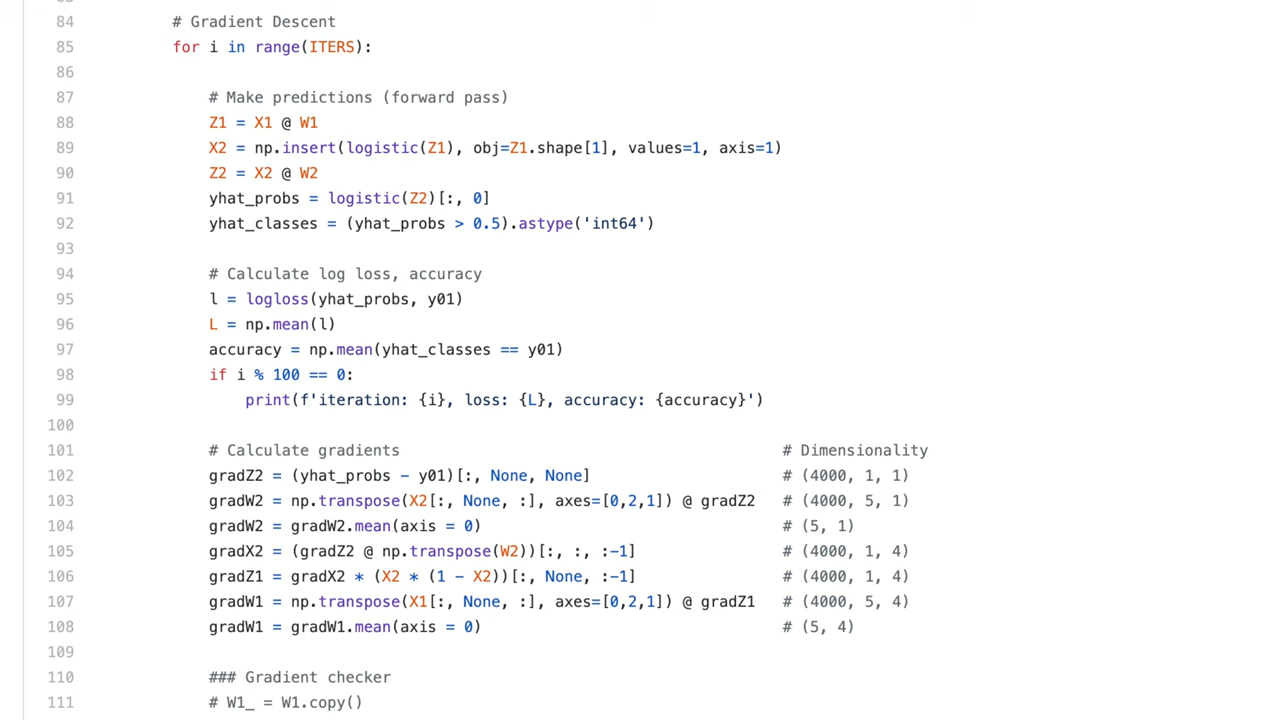 84 # Gradient Descent
85 for i in range(ITERS):
86
87 # Make predictions (forward pass)
88 Z1 = X1 @ W1
89 X2 = np.insert(logistic(Z1), obj=Z1.shape[1], values=1, axis=1)
90 Z2 = X2 @ W2
91 yhat_probs = logistic(Z2)[:, 0]
92 yhat_classes = (yhat_probs > 0.5).astype('int64')
93
94 # Calculate log loss, accuracy
95 l = logloss(yhat_probs, y01)
96 L = np.mean(l)
97 accuracy = np.mean(yhat_classes == y01)
98 if i % 100 == 0:
99 print(f'iteration: {i}, loss: {L}, accuracy: {accuracy}')
100
101 # Calculate gradients # Dimensionality
102 gradZ2 = (yhat_probs - y01)[:, None, None] # (4000, 1, 1)
103 gradW2 = np.transpose(X2[:, None, :], axes=[0,2,1]) @ gradZ2 # (4000, 5, 1)
104 gradW2 = gradW2.mean(axis = 0) # (5, 1)
105 gradX2 = (gradZ2 @ np.transpose(W2))[:, :, :-1] # (4000, 1, 4)
106 gradZ1 = gradX2 * (X2 * (1 - X2))[:, None, :-1] # (4000, 1, 4)
107 gradW1 = np.transpose(X1[:, None, :], axes=[0,2,1]) @ gradZ1 # (4000, 5, 4)
108 gradW1 = gradW1.mean(axis = 0) # (5, 4)
109
110 ### Gradient checker
111 # W1_ = W1.copy()